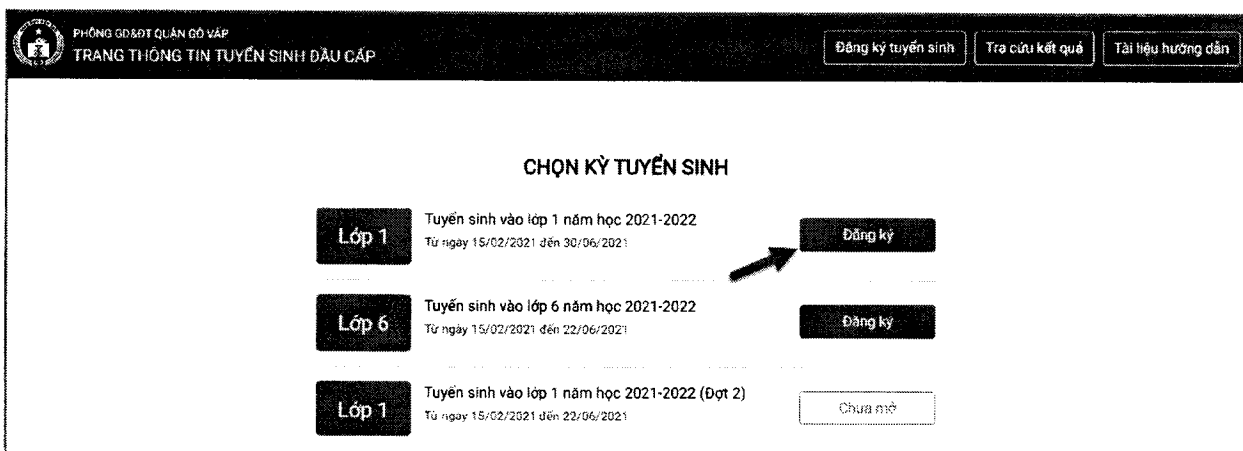 PHÒNG GD&ĐT QUẬN GÒ VẤP
TRANG THÔNG TIN TUYỂN SINH ĐẦU CẤP
Đăng ký tuyển sinh
Tra cứu kết quả
Tài liệu hướng dẫn
CHỌN KỲ TUYỂN SINH
Lớp 1
Tuyển sinh vào lớp 1 năm học 2021-2022
Từ ngày 15/02/2021 đến 30/06/2021
Đăng ký
Lớp 6
Tuyển sinh vào lớp 6 năm học 2021-2022
Từ ngày 15/02/2021 đến 22/06/2021
Đăng ký
Lớp 1
Tuyển sinh vào lớp 1 năm học 2021-2022 (Đợt 2)
Từ ngày 15/02/2021 đến 22/06/2021
Chưa mở